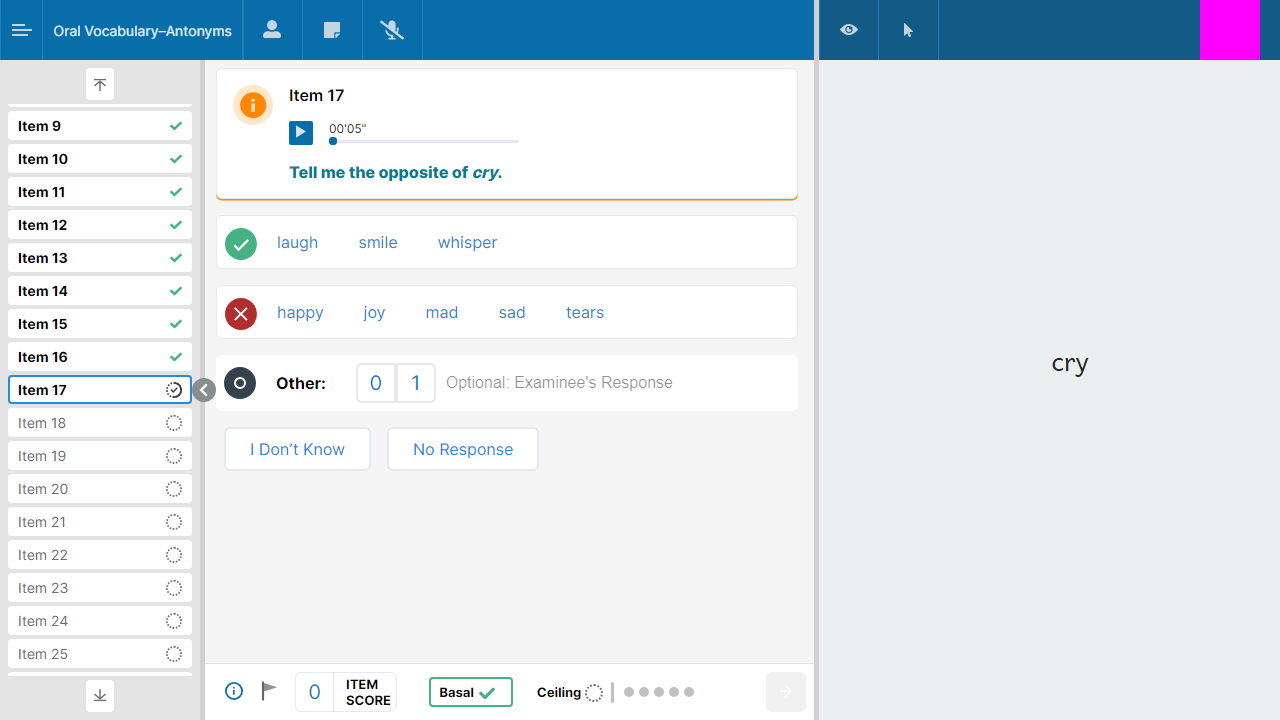 Oral Vocabulary–Antonyms
Item 9
Item 10
Item 11
Item 12
Item 13
Item 14
Item 15
Item 16
Item 17
Item 18
Item 19
Item 20
Item 21
Item 22
Item 23
Item 24
Item 25
Item 17
00'05"
Tell me the opposite of cry.
laugh smile whisper
happy joy mad sad tears
Other: 0 1 Optional: Examinee's Response
I Don’t Know No Response
0 ITEM SCORE
Basal
Ceiling
cry